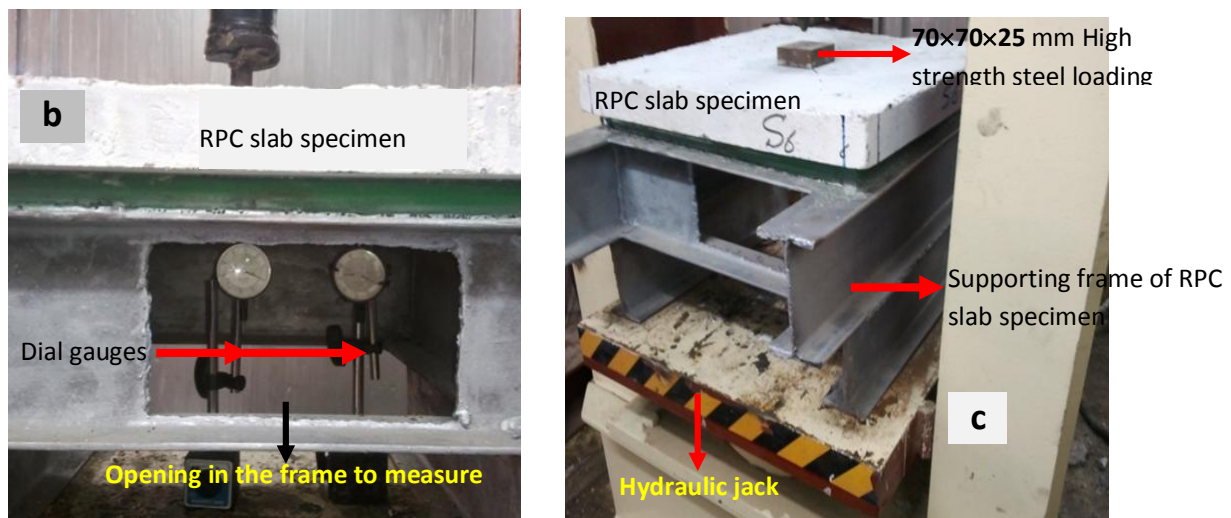 b
RPC slab specimen
Dial gauges
Opening in the frame to measure
70×70×25 mm High
strength steel loading
RPC slab specimen
S6
6
Supporting frame of RPC
slab specimen
c
Hydraulic jack